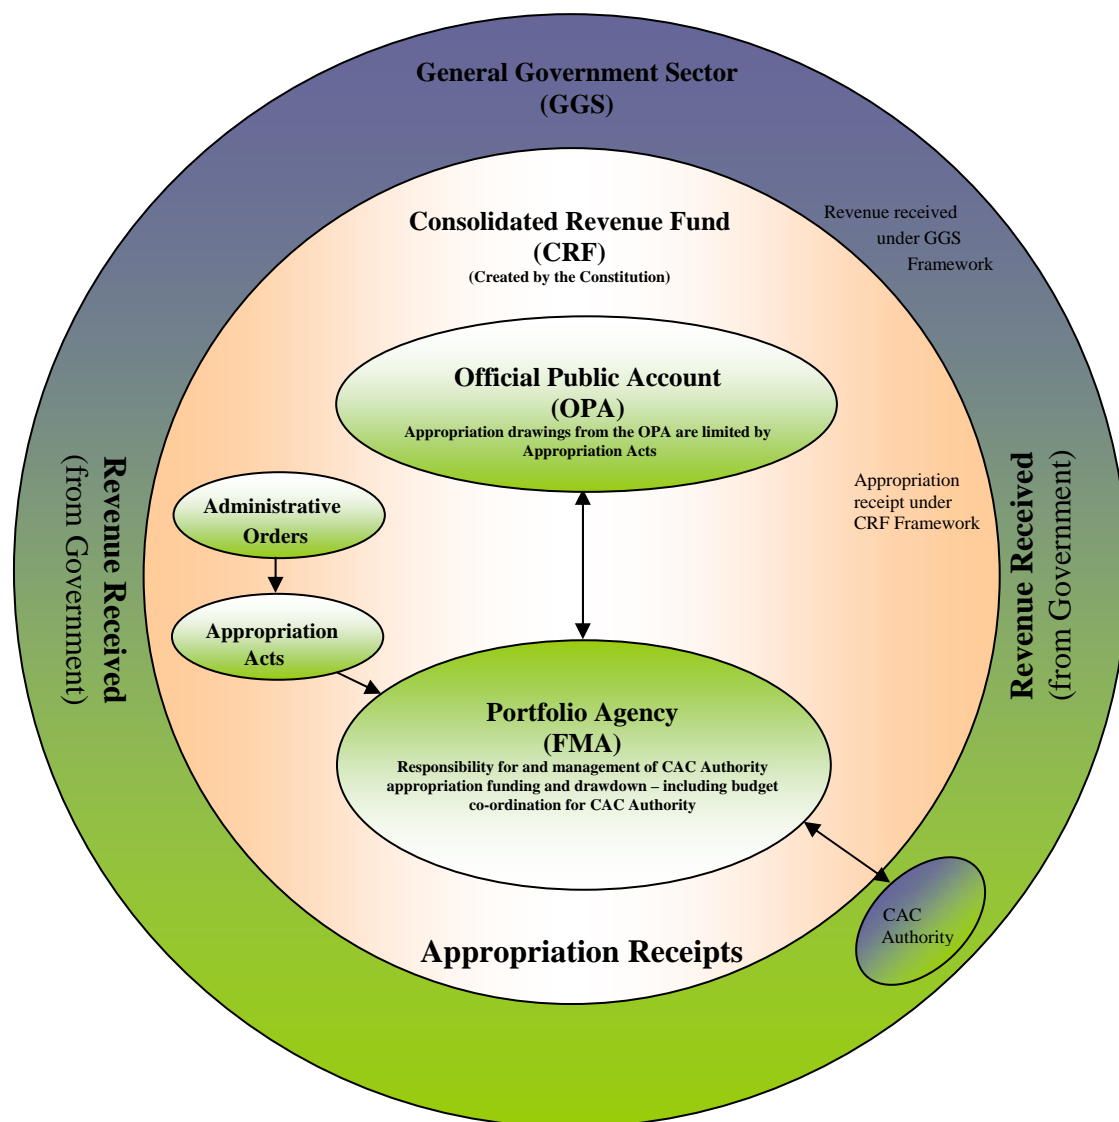 General Government Sector
(GGS)
Revenue received
under GGS
Framework
Consolidated Revenue Fund
(CRF)
(Created by the Constitution)
Official Public Account
(OPA)
Appropriation drawings from the OPA are limited by
Appropriation Acts
Revenue Received
(from Government)
Administrative
Orders
Appropriation
Acts
Appropriation
receipt under
CRF Framework
Revenue Received
(from Government)
Portfolio Agency
(FMA)
Responsibility for and management of CAC Authority
appropriation funding and drawdown – including budget
co-ordination for CAC Authority
CAC
Authority
Appropriation Receipts